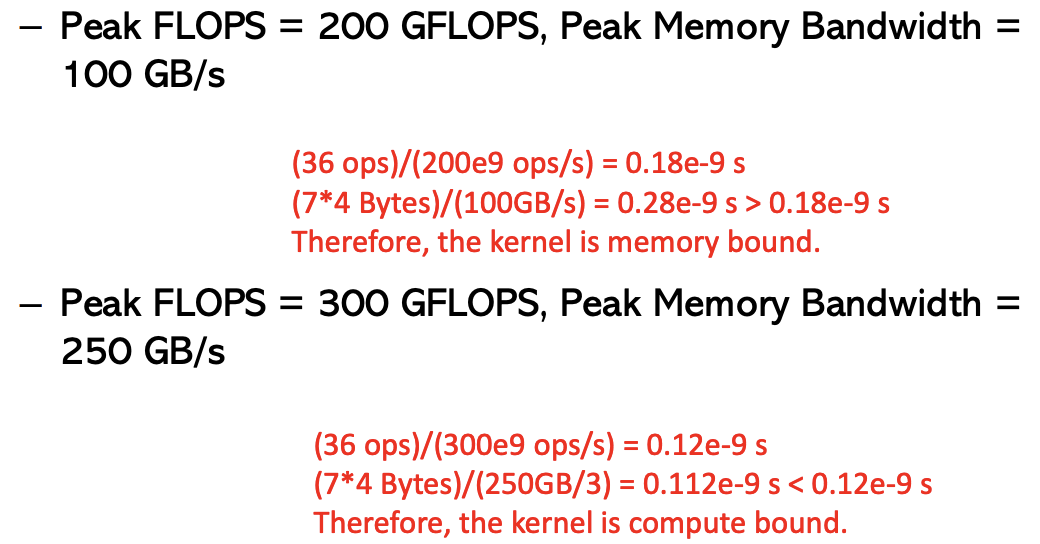 – Peak FLOPS = 200 GFLOPS, Peak Memory Bandwidth =
100 GB/s
(36 ops)/(200e9 ops/s) = 0.18e-9 s
(7*4 Bytes)/(100GB/s) = 0.28e-9 s > 0.18e-9 s
Therefore, the kernel is memory bound.
– Peak FLOPS = 300 GFLOPS, Peak Memory Bandwidth =
250 GB/s
(36 ops)/(300e9 ops/s) = 0.12e-9 s
(7*4 Bytes)/(250GB/3) = 0.112e-9 s < 0.12e-9 s
Therefore, the kernel is compute bound.